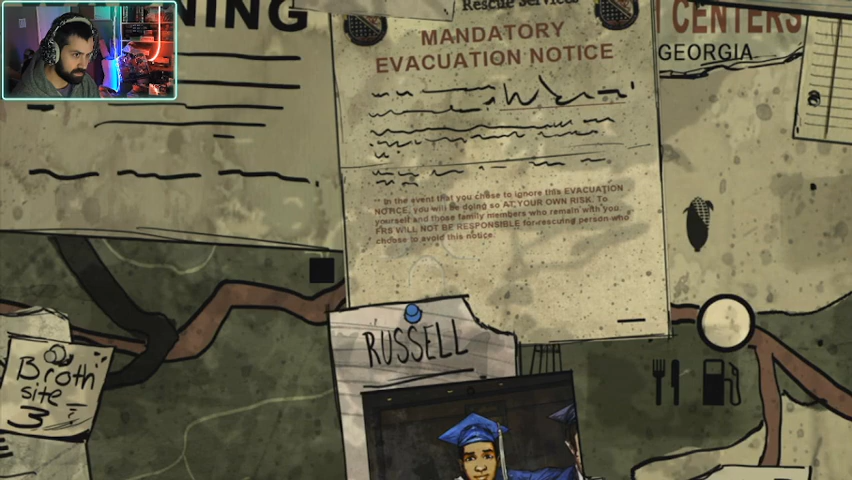 NING
Rescue Services
MANDATORY
EVACUATION NOTICE
CENTERS
GEORGIA
** In the event that you chose to ignore this EVACUATION
NOTICE, you will be doing so AT YOUR OWN RISK. To
yourself and those family members who remain with you.
FRS WILL NOT BE RESPONSIBLE for rescuing person who
choose to avoid this notice.
RUSSELL
Broth
site
3